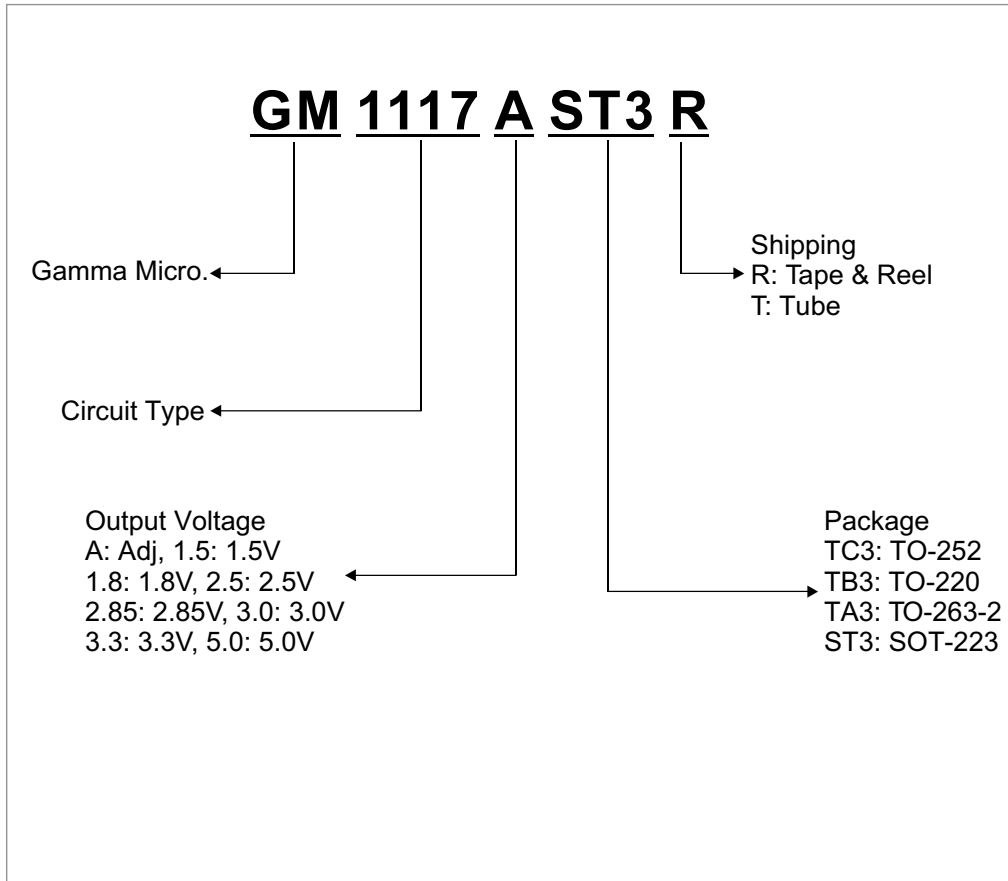 GM 1117 A ST3 R
Gamma Micro.
Shipping
R: Tape & Reel
T: Tube
Circuit Type
Output Voltage
A: Adj, 1.5: 1.5V
1.8: 1.8V, 2.5: 2.5V
2.85: 2.85V, 3.0: 3.0V
3.3: 3.3V, 5.0: 5.0V
Package
TC3: TO-252
TB3: TO-220
TA3: TO-263-2
ST3: SOT-223